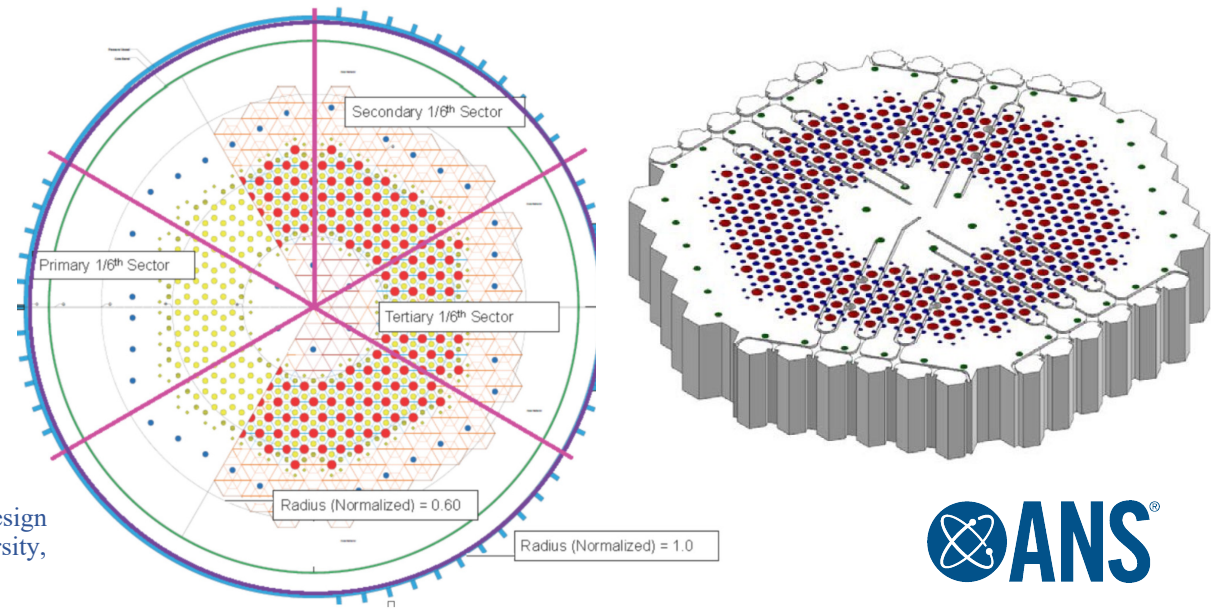 Secondary 1/6th Sector
Primary 1/6th Sector
Tertiary 1/6th Sector
Radius (Normalized) = 0.60
Radius (Normalized) = 1.0
esign
rsity,
ANS®